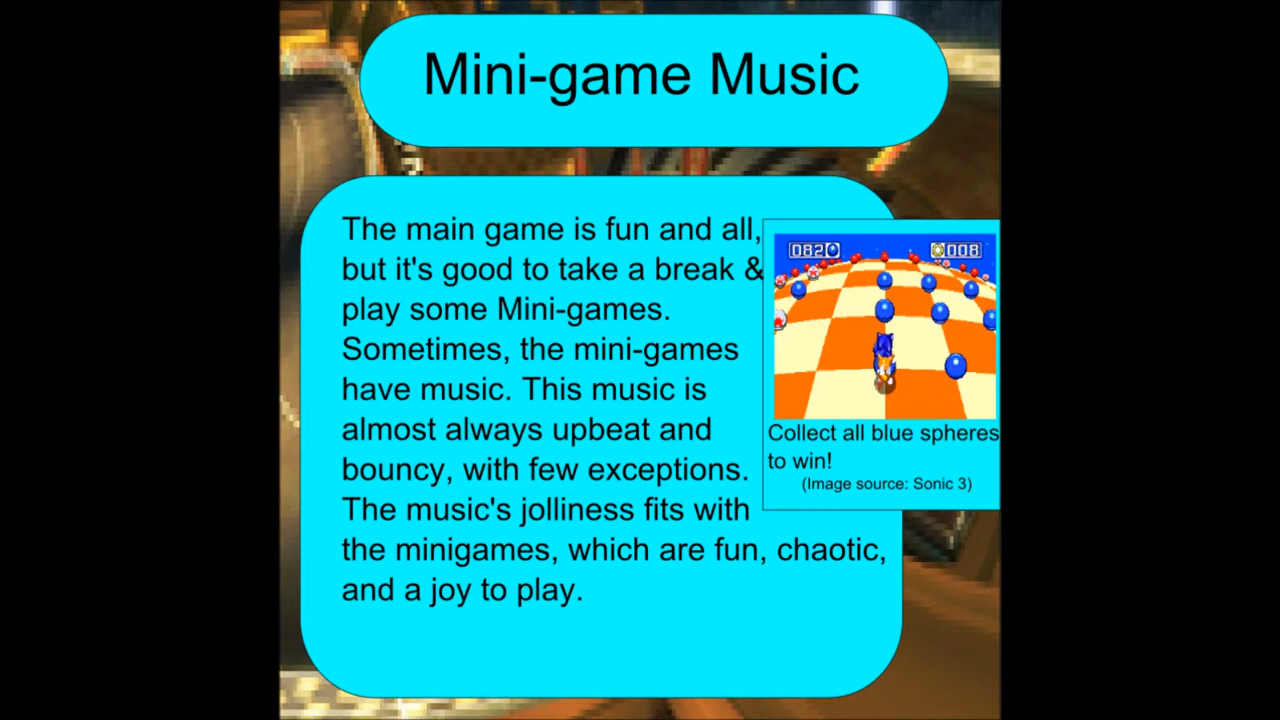 Mini-game Music
The main game is fun and all,
but it's good to take a break &
play some Mini-games.
Sometimes, the mini-games
have music. This music is
almost always upbeat and
bouncy, with few exceptions.
The music's jolliness fits with
the minigames, which are fun, chaotic,
and a joy to play.
082 008
Collect all blue spheres
to win!
(Image source: Sonic 3)